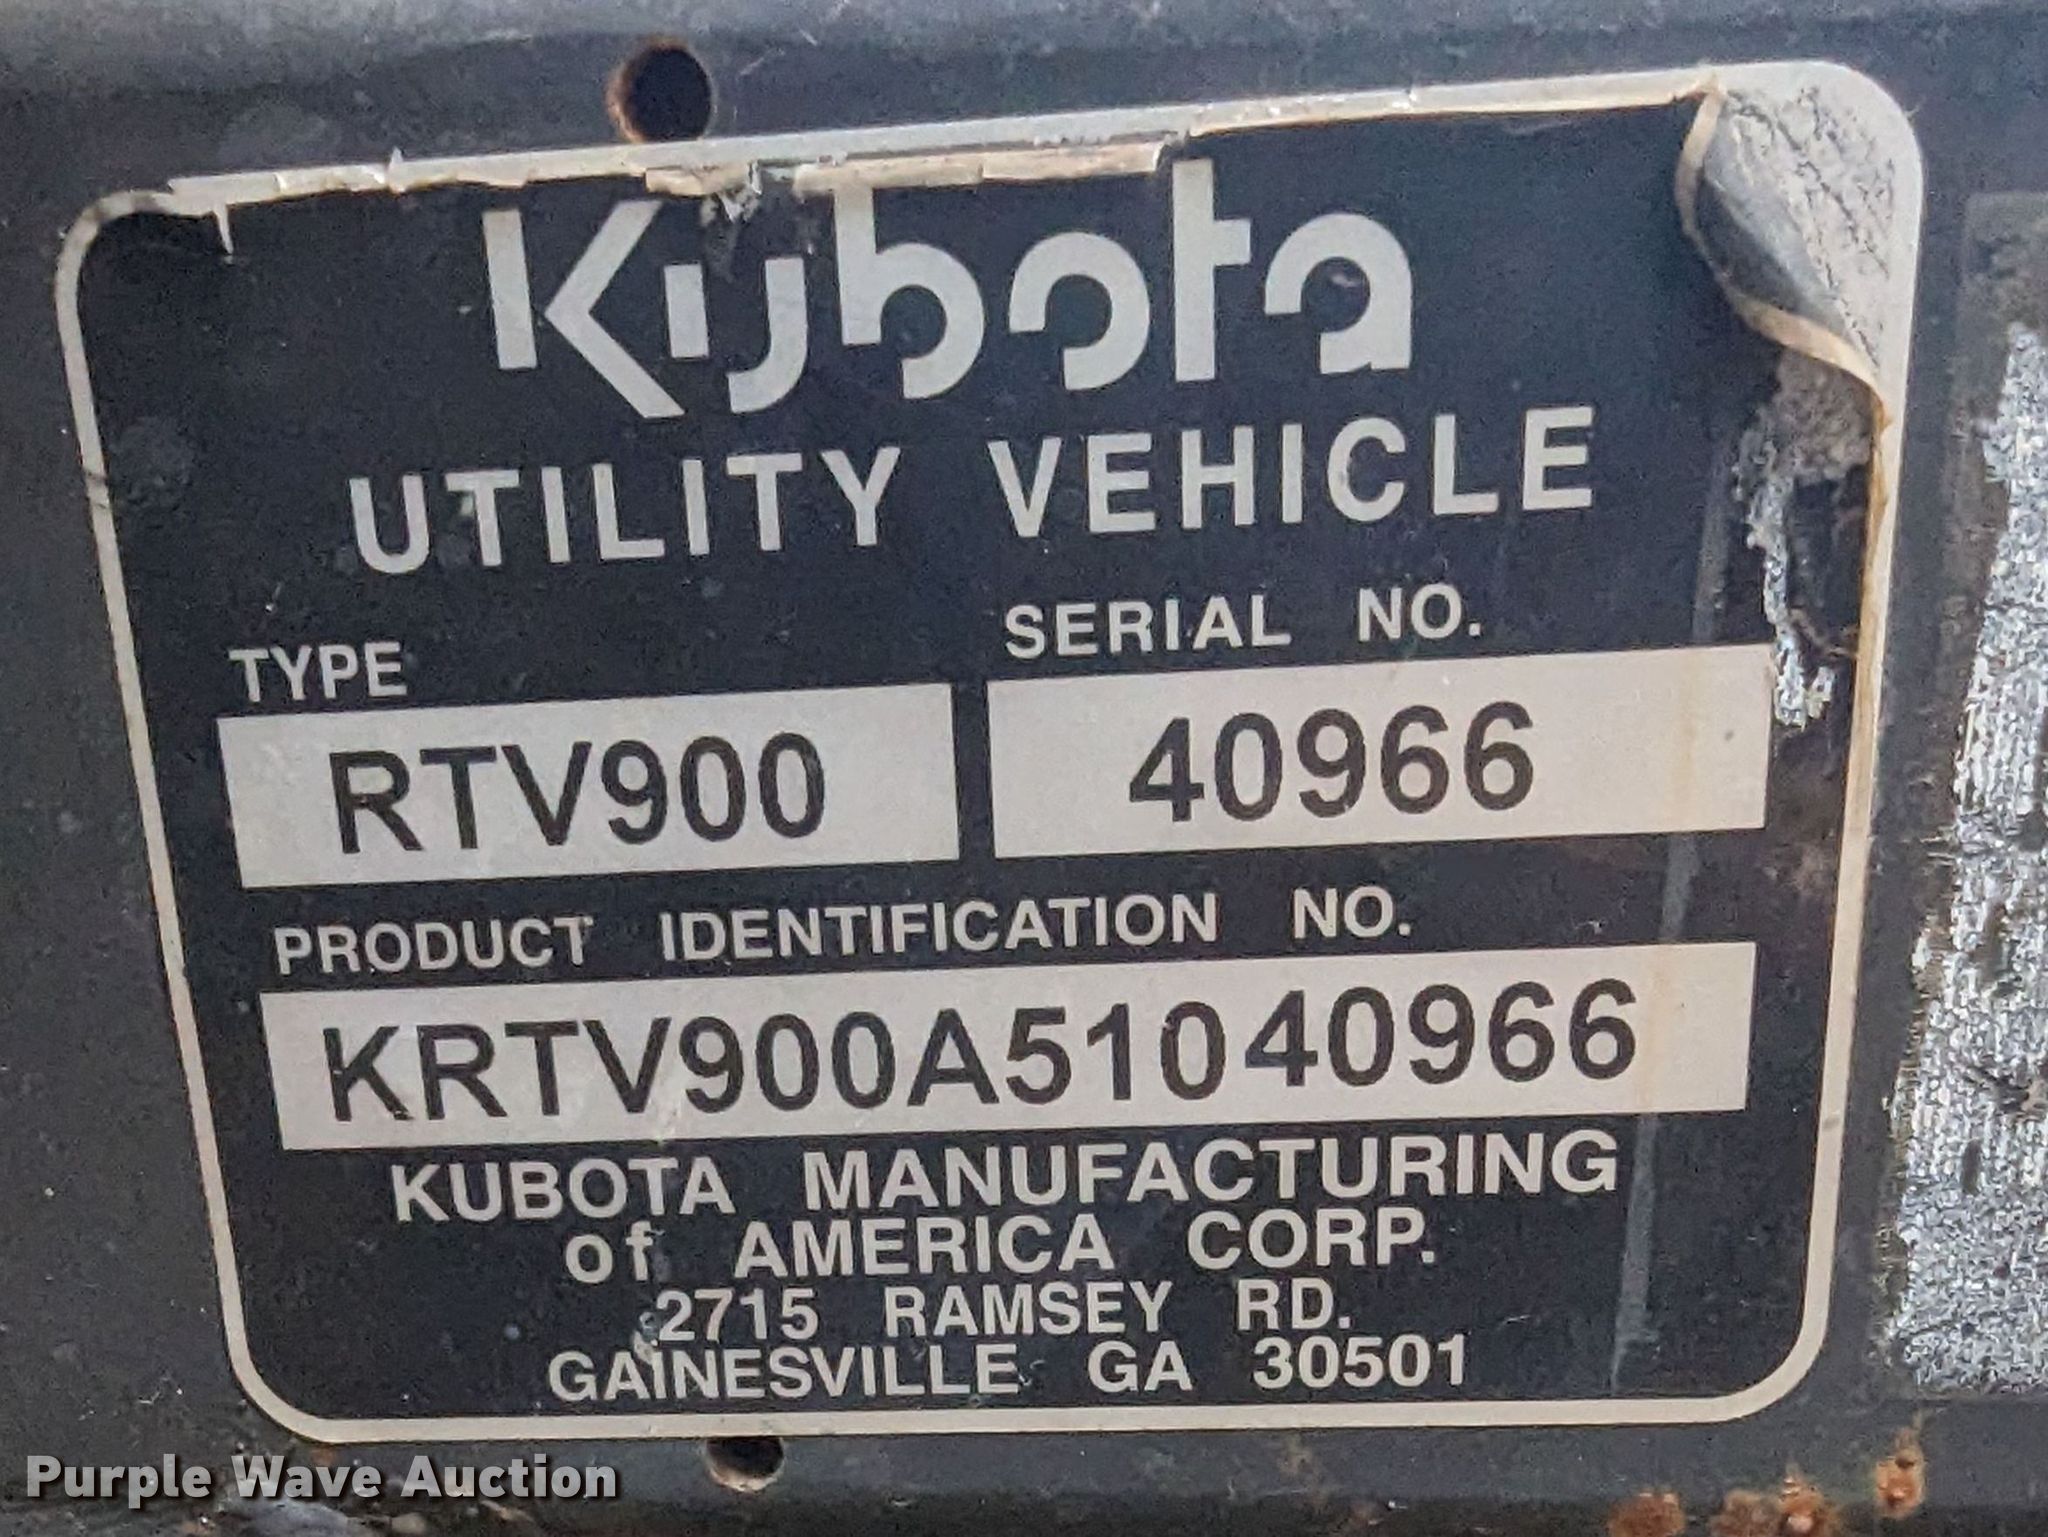 Kubota
UTILITY VEHICLE
TYPE
SERIAL NO.
RTV900
40966
PRODUCT IDENTIFICATION NO.
KRTV900A51040966
KUBOTA MANUFACTURING
of AMERICA CORP.
2715 RAMSEY RD.
GAINESVILLE GA 30501
Purple Wave Auction